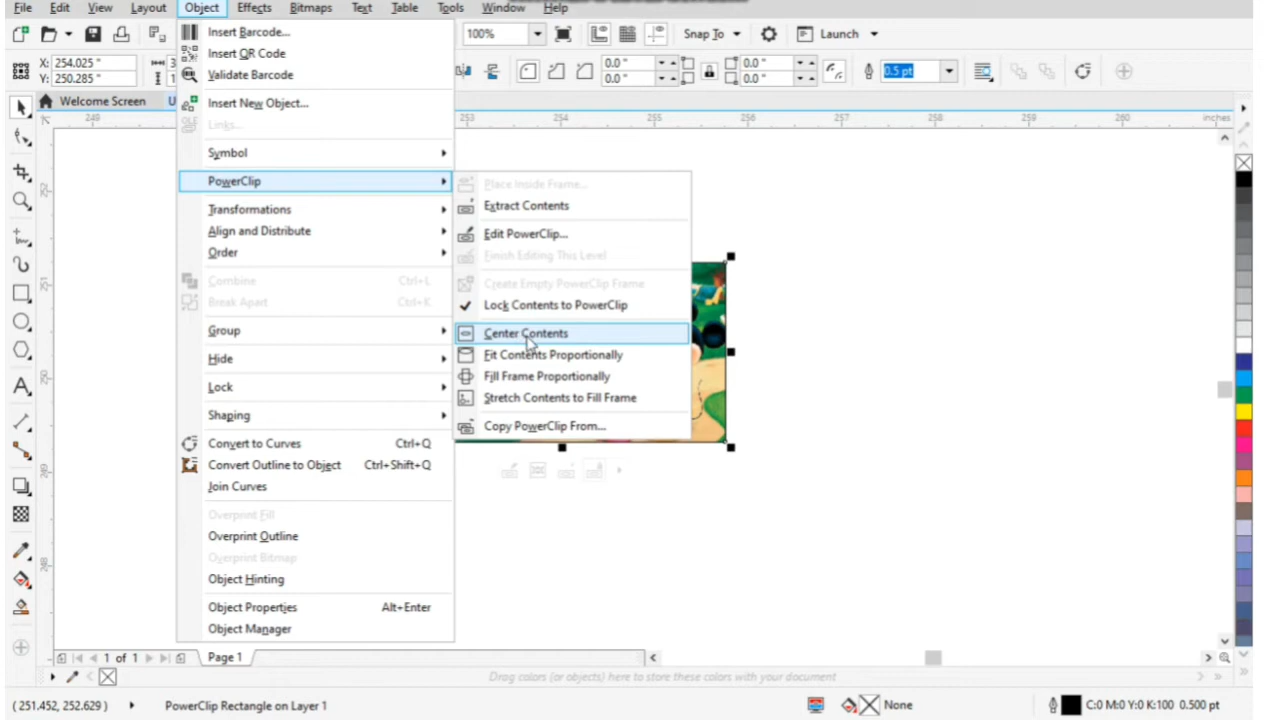 File Edit View Layout Object Effects Bitmaps Text Table Tools Window Help
100% Snap To Launch
X: 254.025 "
Y: 250.285 "
0.0 " 0.0 " 0.5 pt
0.0 " 0.0 "
Welcome Screen
249 253 254 255 256 257 258 259 260 inches
252
251
250
249
248
Insert Barcode...
Insert QR Code
Validate Barcode
Insert New Object...
Links...
Symbol
PowerClip
Transformations
Align and Distribute
Order
Combine Ctrl+L
Break Apart Ctrl+K
Group
Hide
Lock
Shaping
Convert to Curves Ctrl+Q
Convert Outline to Object Ctrl+Shift+Q
Join Curves
Overprint Fill
Overprint Outline
Overprint Bitmap
Object Hinting
Object Properties Alt+Enter
Object Manager
Place Inside Frame...
Extract Contents
Edit PowerClip...
Finish Editing This Level
Create Empty PowerClip Frame
Lock Contents to PowerClip
Center Contents
Fit Contents Proportionally
Fill Frame Proportionally
Stretch Contents to Fill Frame
Copy PowerClip From...
1 of 1 Page 1
Drag colors (or objects) here to store these colors with your document
( 251.452, 252.629 ) PowerClip Rectangle on Layer 1 None C:0 M:0 Y:0 K:100 0.500 pt